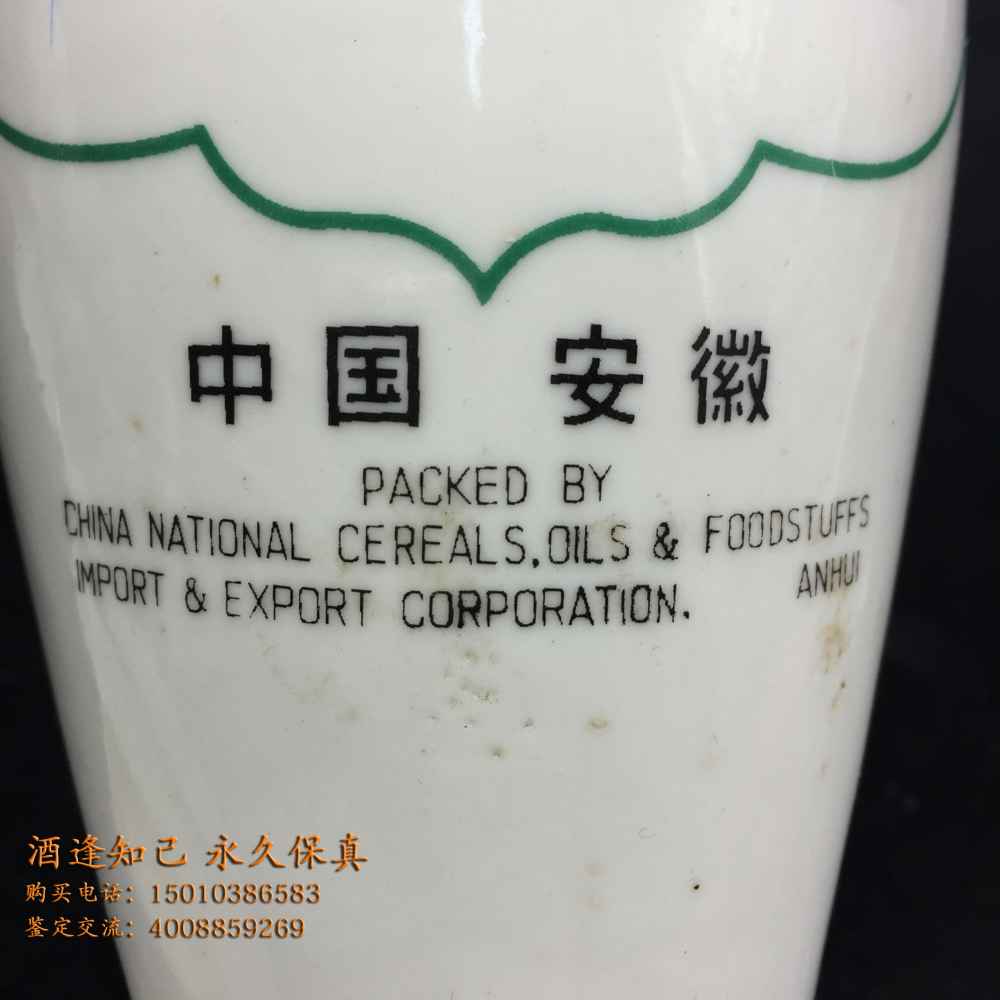 中国 安徽
PACKED BY
CHINA NATIONAL CEREALS,OILS & FOODSTUFFS
IMPORT & EXPORT CORPORATION. ANHUI
酒逢知己 永久保真
购买电话：15010386583
鉴定交流：4008859269